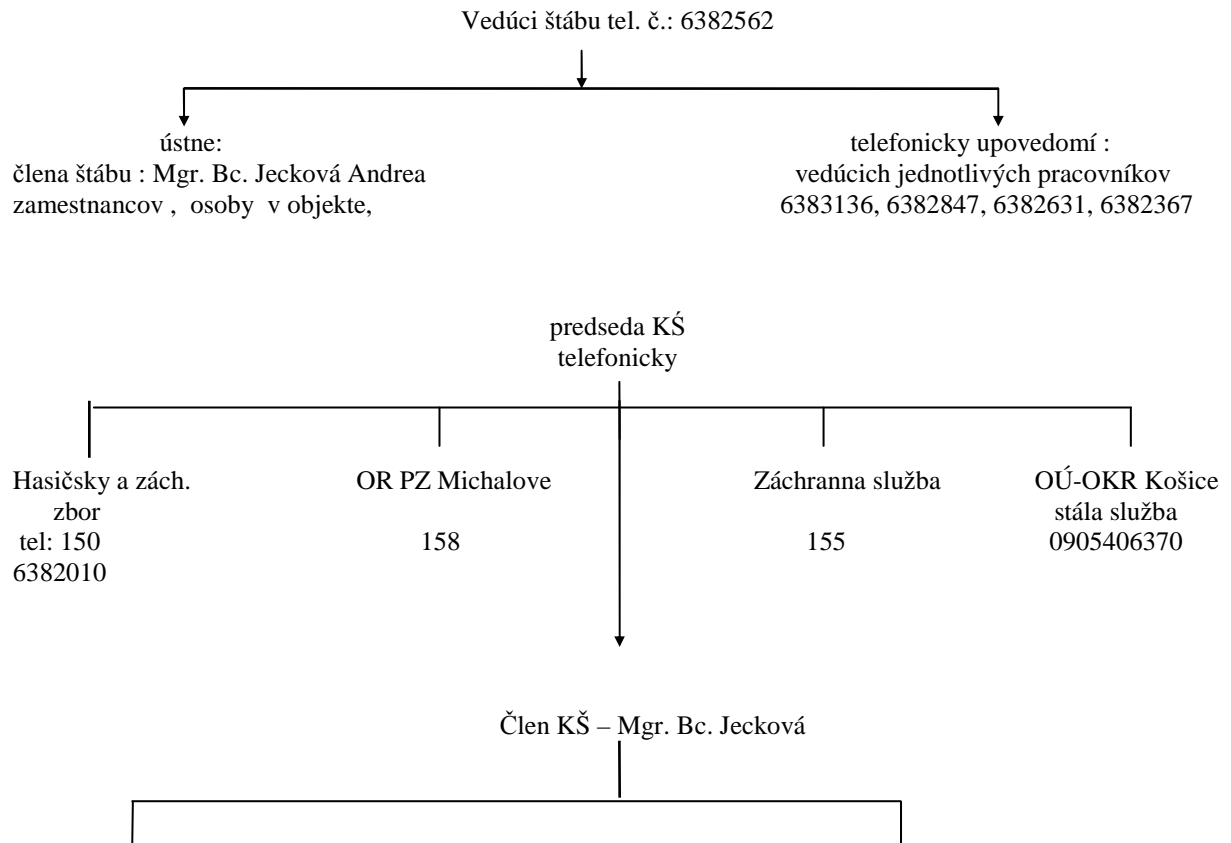 Vedúci štábu tel. č.: 6382562
ústne:
člena štábu : Mgr. Bc. Jecková Andrea
zamestnancov , osoby v objekte,
telefonicky upovedomí :
vedúcich jednotlivých pracovníkov
6383136, 6382847, 6382631, 6382367
predseda KŚ
telefonicky
Hasičsky a zách.
zbor
tel: 150
6382010
OR PZ Michalove
158
Záchranna služba
155
OÚ-OKR Košice
stála služba
0905406370
Člen KŠ – Mgr. Bc. Jecková